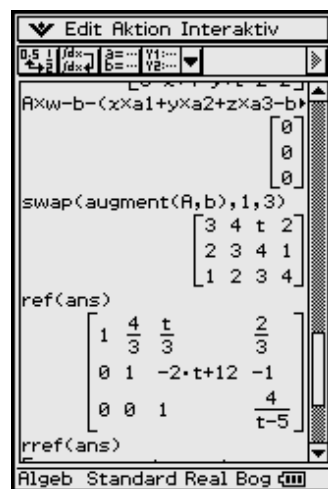 Edit Aktion Interaktiv
A×w-b-(x×a1+y×a2+z×a3-b
[0
0
0]
swap(augment(A,b),1,3)
[3 4 t 2
2 3 4 1
1 2 3 4]
ref(ans)
[1 4/3 t/3 2/3
0 1 -2·t+12 -1
0 0 1 4/(t-5)]
rref(ans)
Algeb Standard Real Bog